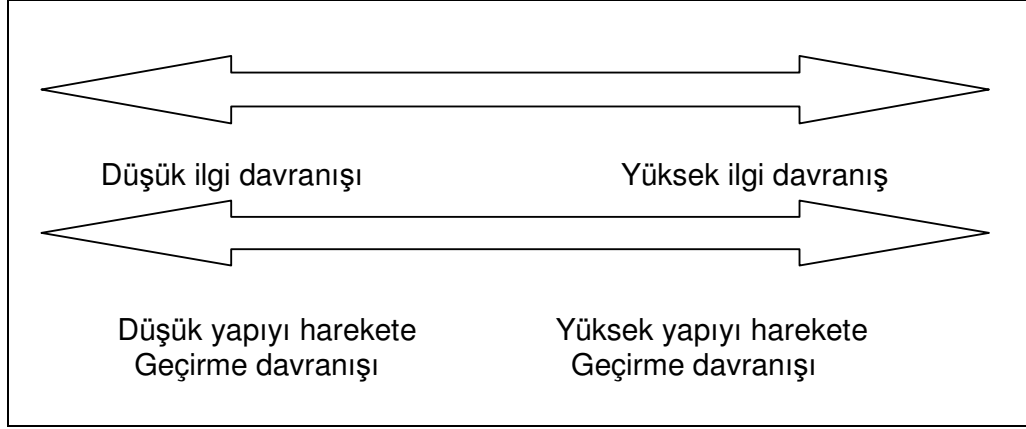 Düşük ilgi davranışı
Yüksek ilgi davranış
Düşük yapıyı harekete
Geçirme davranışı
Yüksek yapıyı harekete
Geçirme davranışı